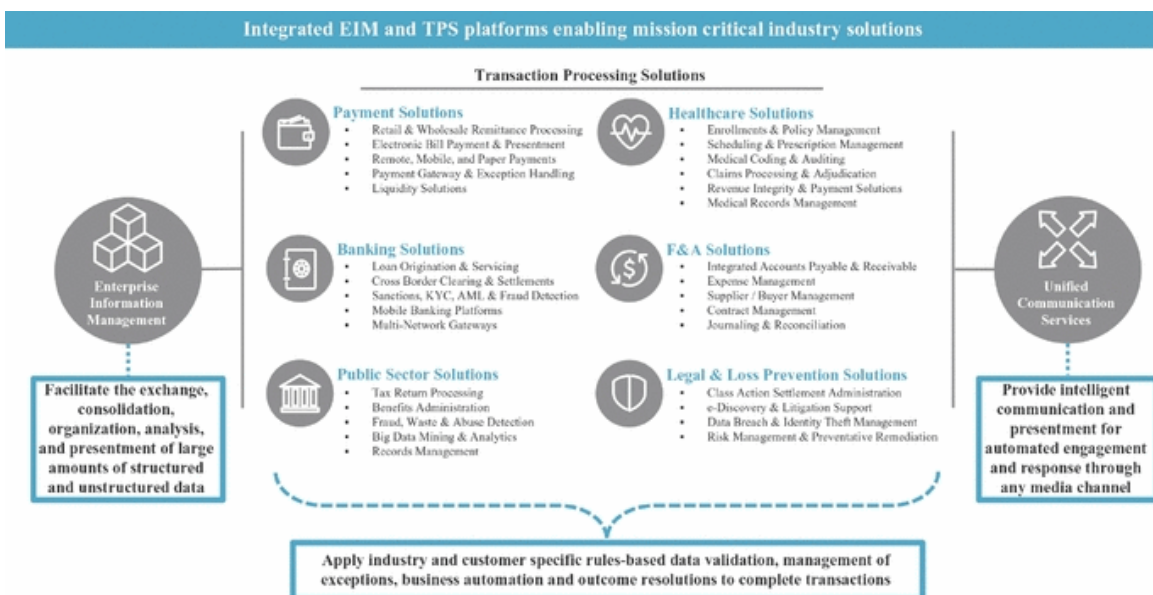 Integrated EIM and TPS platforms enabling mission critical industry solutions
Transaction Processing Solutions
Payment Solutions
• Retail & Wholesale Remittance Processing
• Electronic Bill Payment & Presentment
• Remote, Mobile, and Paper Payments
• Payment Gateway & Exception Handling
• Liquidity Solutions
Healthcare Solutions
• Enrollments & Policy Management
• Scheduling & Prescription Management
• Medical Coding & Auditing
• Claims Processing & Adjudication
• Revenue Integrity & Payment Solutions
• Medical Records Management
Enterprise
Information
Management
Banking Solutions
• Loan Origination & Servicing
• Cross Border Clearing & Settlements
• Sanctions, KYC, AML & Fraud Detection
• Mobile Banking Platforms
• Multi-Network Gateways
F&A Solutions
• Integrated Accounts Payable & Receivable
• Expense Management
• Supplier / Buyer Management
• Contract Management
• Journaling & Reconciliation
Unified
Communication
Services
Public Sector Solutions
• Tax Return Processing
• Benefits Administration
• Fraud, Waste & Abuse Detection
• Big Data Mining & Analytics
• Records Management
Legal & Loss Prevention Solutions
• Class Action Settlement Administration
• e-Discovery & Litigation Support
• Data Breach & Identity Theft Management
• Risk Management & Preventative Remediation
Facilitate the exchange,
consolidation,
organization, analysis,
and presentment of large
amounts of structured
and unstructured data
Provide intelligent
communication and
presentment for
automated engagement
and response through
any media channel
Apply industry and customer specific rules-based data validation, management of
exceptions, business automation and outcome resolutions to complete transactions